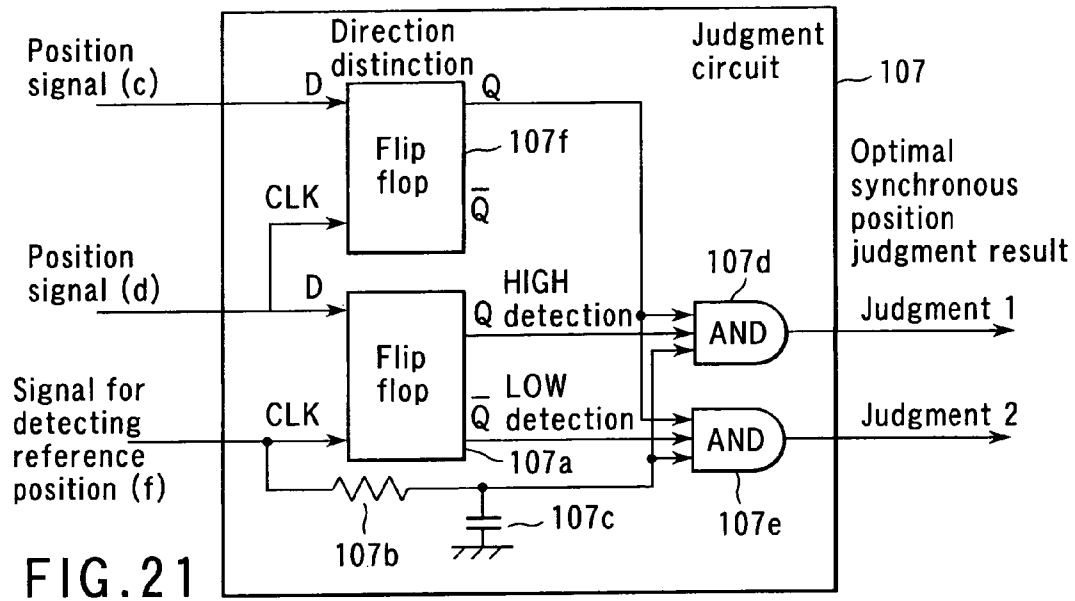 Position
signal (c)
Direction
distinction
Judgment
circuit
107
D
Q
Flip
flop
107f
CLK
Q̅
Optimal
synchronous
position
judgment result
Position
signal (d)
D
Q
HIGH
detection
107d
AND
Judgment 1
Flip
flop
Signal for
detecting
reference
position (f)
CLK
Q̅
LOW
detection
107a
AND
Judgment 2
107e
107b
107c
FIG.21